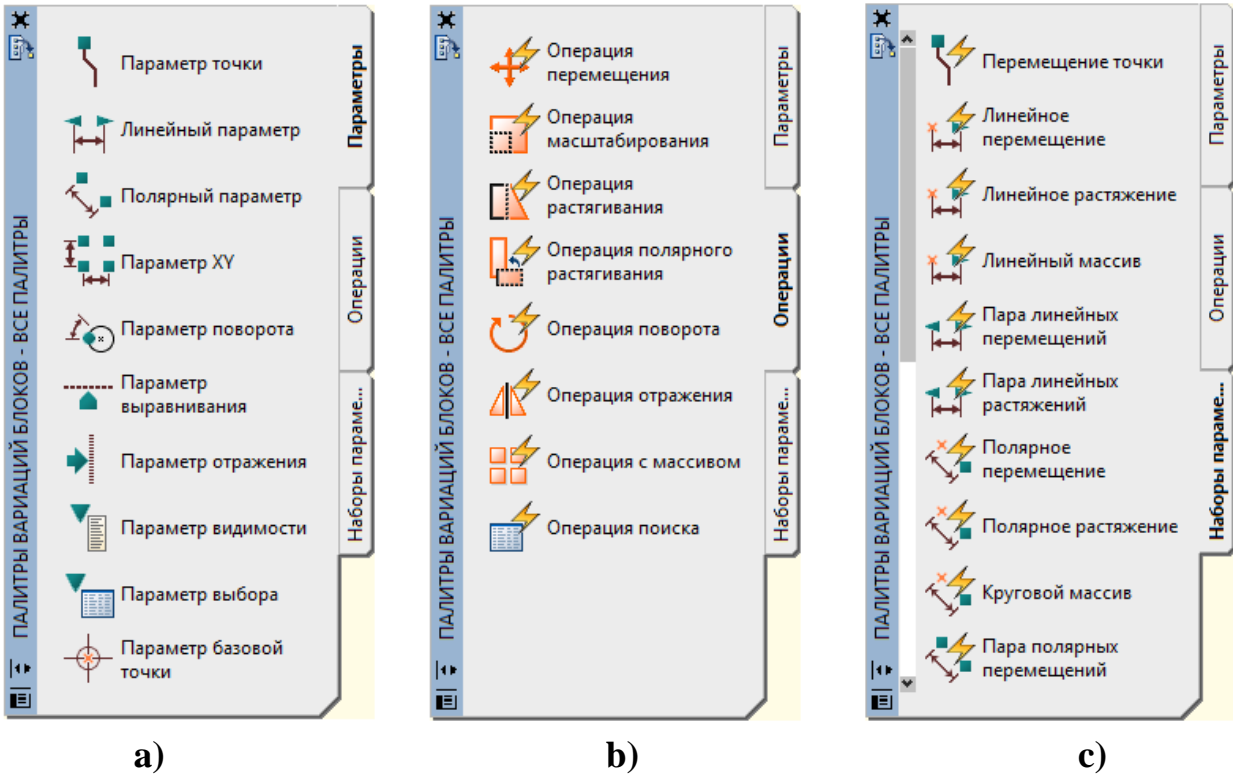 ПАЛИТРЫ ВАРИАЦИЙ БЛОКОВ - ВСЕ ПАЛИТРЫ
Параметр точки
Линейный параметр
Полярный параметр
Параметр XY
Параметр поворота
Параметр
выравнивания
Параметр отражения
Параметр видимости
Параметр выбора
Параметр базовой
точки
Параметры
Операции
Наборы параме...
a)
ПАЛИТРЫ ВАРИАЦИЙ БЛОКОВ - ВСЕ ПАЛИТРЫ
Операция
перемещения
Операция
масштабирования
Операция
растягивания
Операция полярного
растягивания
Операция поворота
Операция отражения
Операция с массивом
Операция поиска
Параметры
Операции
Наборы параме...
b)
ПАЛИТРЫ ВАРИАЦИЙ БЛОКОВ - ВСЕ ПАЛИТРЫ
Перемещение точки
Линейное
перемещение
Линейное растяжение
Линейный массив
Пара линейных
перемещений
Пара линейных
растяжений
Полярное
перемещение
Полярное растяжение
Круговой массив
Пара полярных
перемещений
Параметры
Операции
Наборы параме...
c)